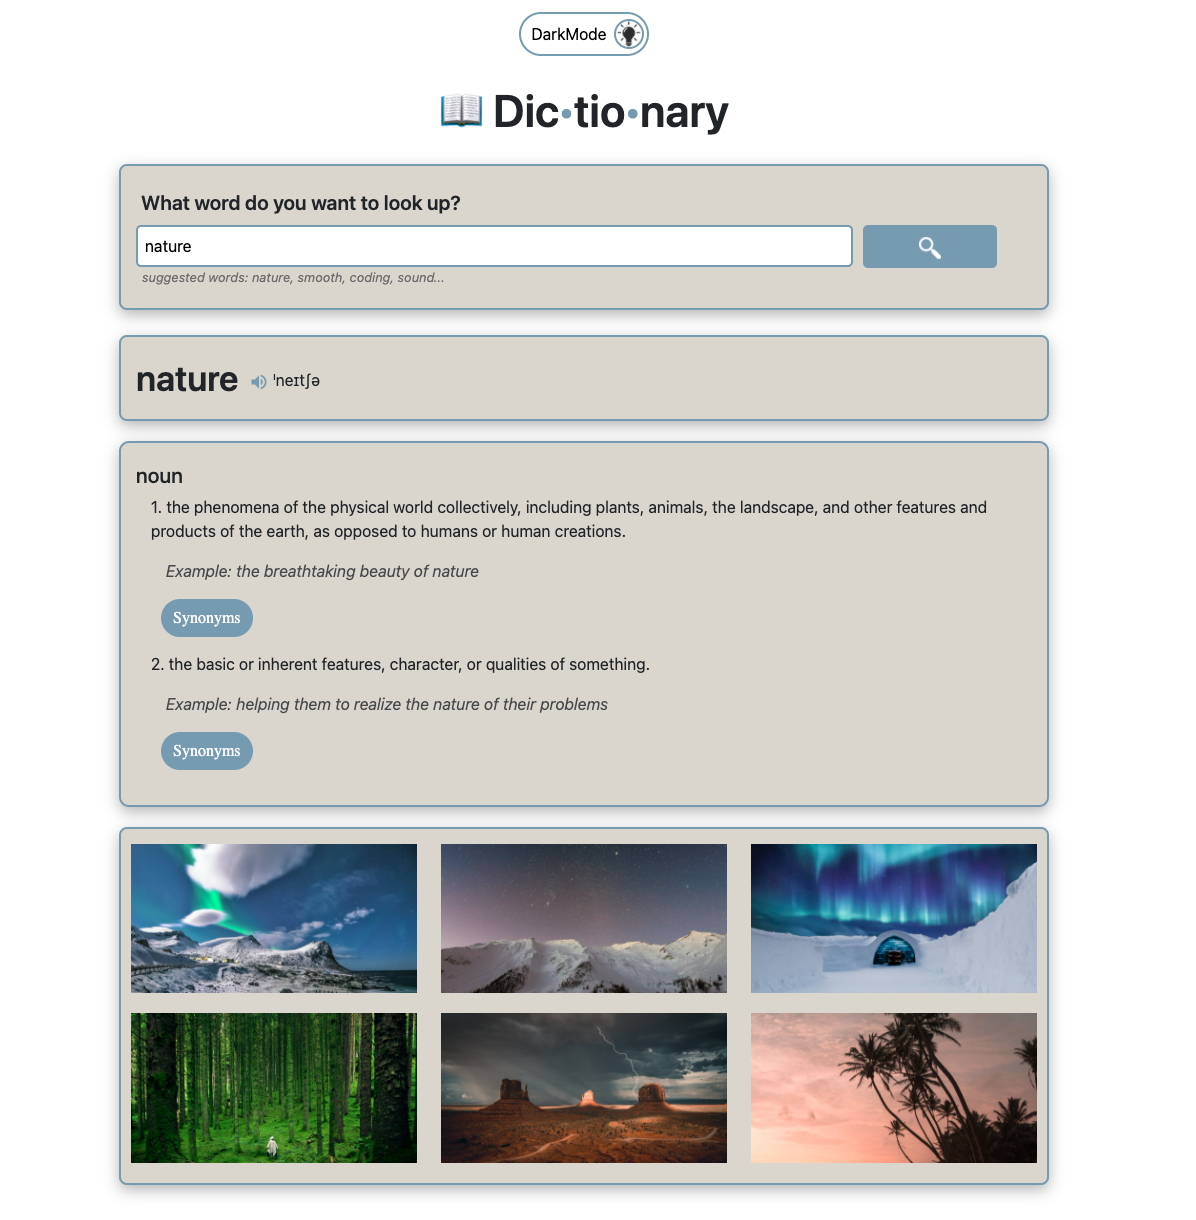 DarkMode
📖 Dic•tio•nary
What word do you want to look up?
nature
suggested words: nature, smooth, coding, sound...
nature ˈneɪtʃə
noun
1. the phenomena of the physical world collectively, including plants, animals, the landscape, and other features and
products of the earth, as opposed to humans or human creations.
Example: the breathtaking beauty of nature
Synonyms
2. the basic or inherent features, character, or qualities of something.
Example: helping them to realize the nature of their problems
Synonyms